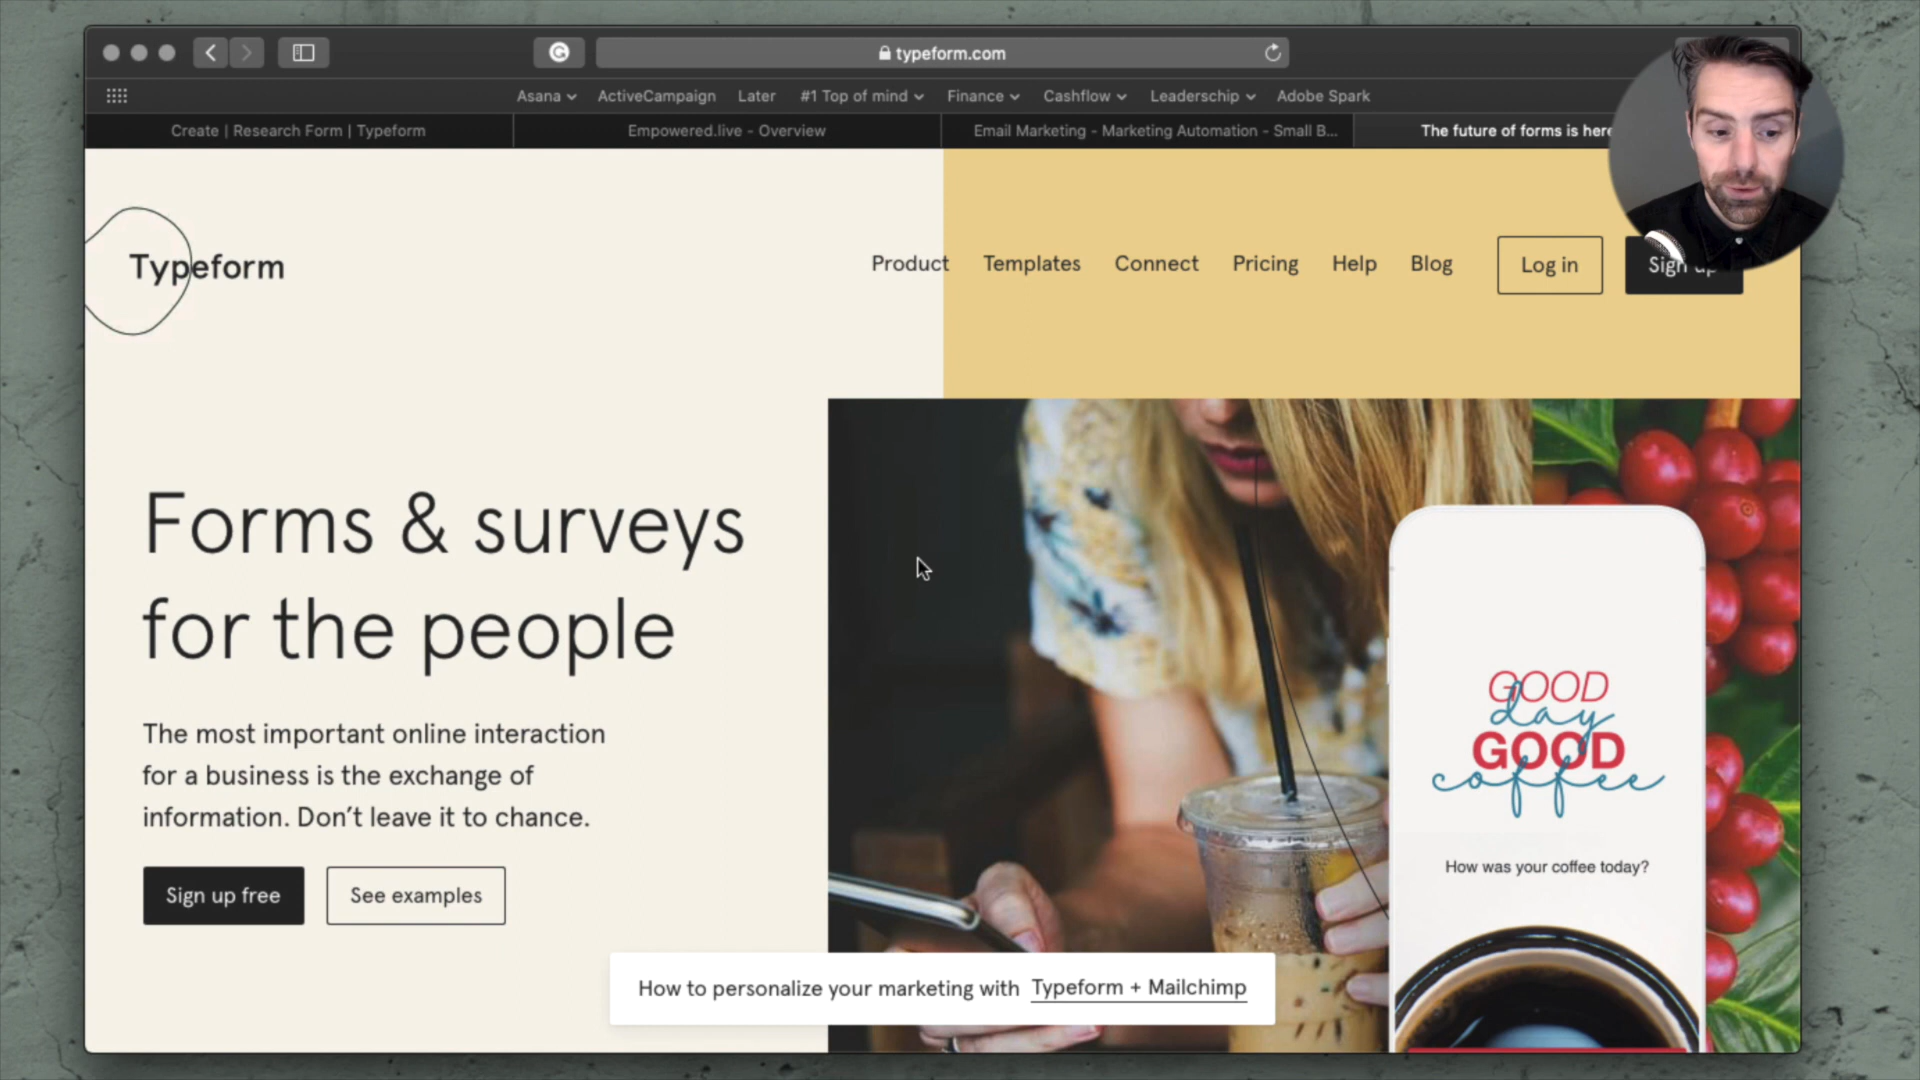 typeform.com
Asana
ActiveCampaign
Later
#1 Top of mind
Finance
Cashflow
Leaderschip
Adobe Spark
Create | Research Form | Typeform
Empowered.live - Overview
Email Marketing - Marketing Automation - Small B...
The future of forms is here
Typeform
Product
Templates
Connect
Pricing
Help
Blog
Log in
Sign up
Forms & surveys
for the people
The most important online interaction
for a business is the exchange of
information. Don’t leave it to chance.
Sign up free
See examples
GOOD
day
GOOD
coffee
How was your coffee today?
How to personalize your marketing with Typeform + Mailchimp